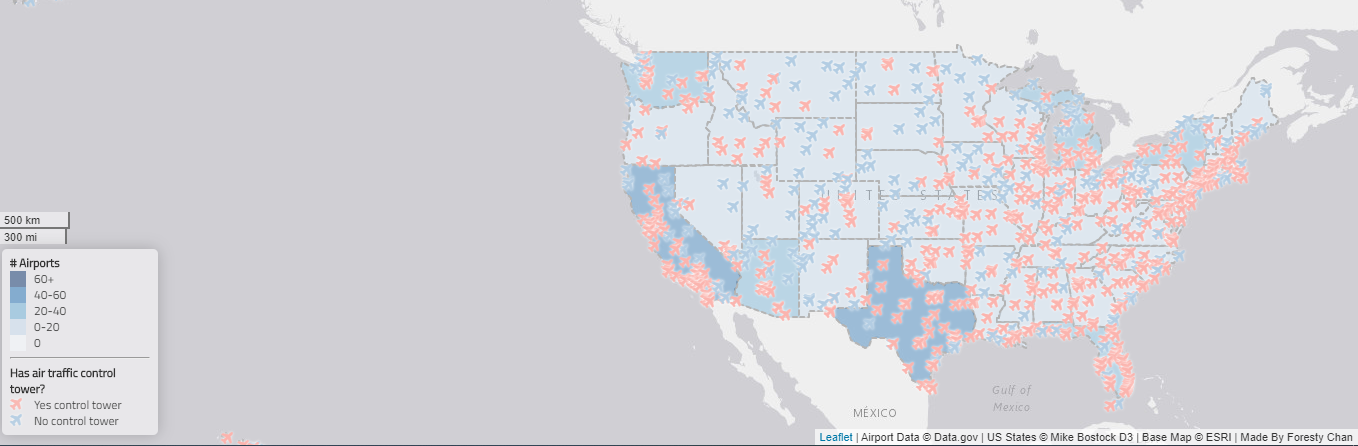 UNITED STATES
500 km
300 mi
# Airports
60+
40-60
20-40
0-20
0
Has air traffic control
tower?
Yes control tower
No control tower
Gulf of
Mexico
MÉXICO
Leaflet | Airport Data © Data.gov | US States © Mike Bostock D3 | Base Map © ESRI | Made By Foresty Chan